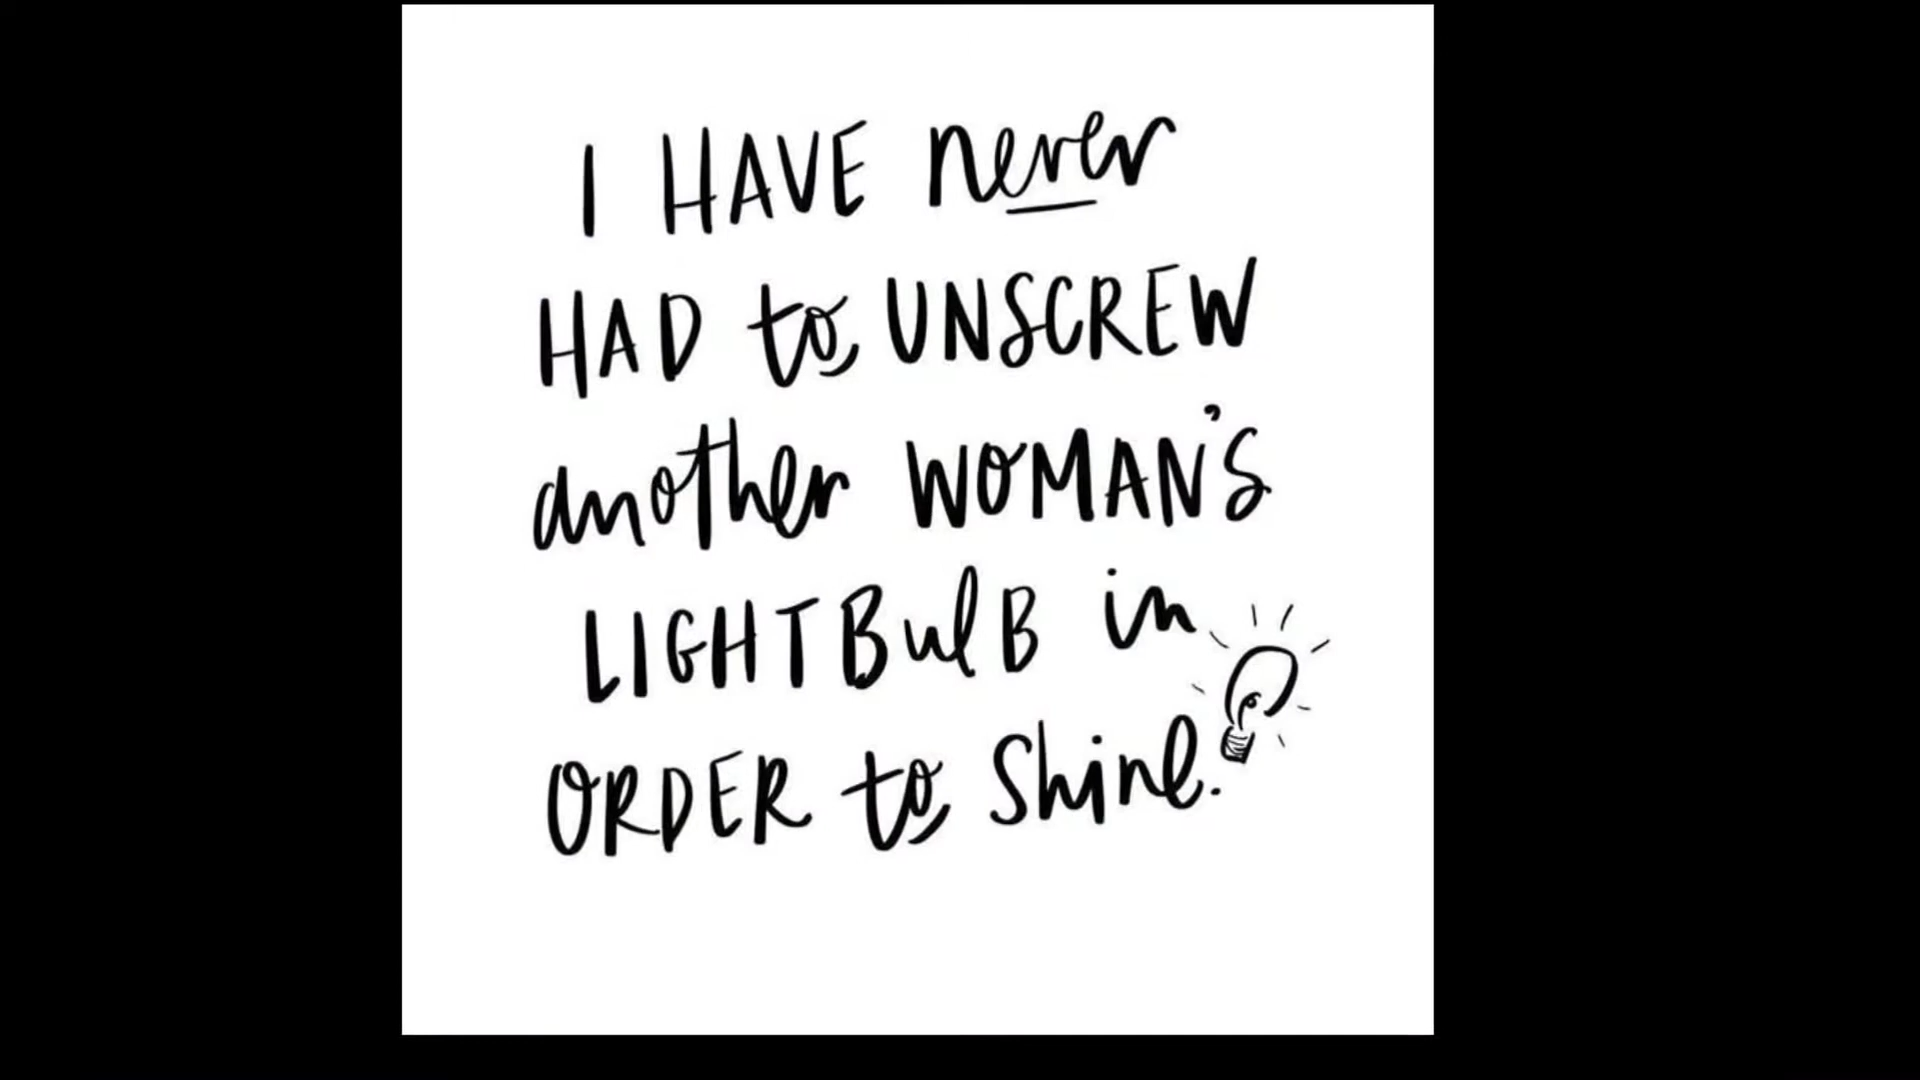 I HAVE never
HAD to UNSCREW
another WOMAN'S
LIGHTBulB in
ORDER to Shine.